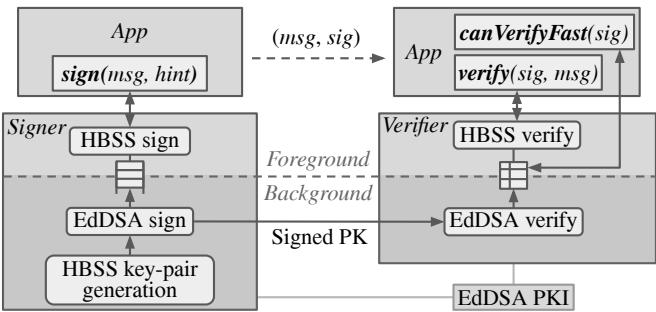 App
sign(msg, hint)
(msg, sig)
App
canVerifyFast(sig)
verify(sig, msg)
Signer
HBSS sign
Foreground
Background
EdDSA sign
Signed PK
HBSS key-pair
generation
Verifier
HBSS verify
EdDSA verify
EdDSA PKI